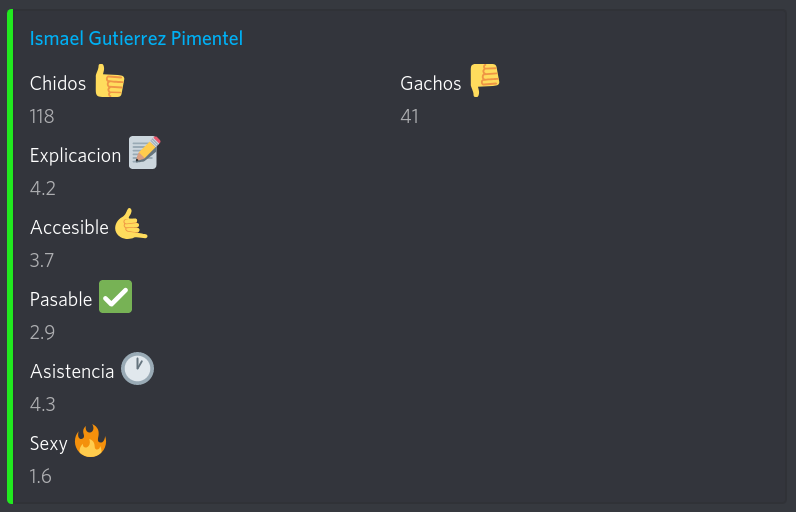 Ismael Gutierrez Pimentel
Chidos 👍 Gachos 👎
118 41
Explicacion 📝
4.2
Accesible 🤙
3.7
Pasable ✅
2.9
Asistencia 🕐
4.3
Sexy 🔥
1.6